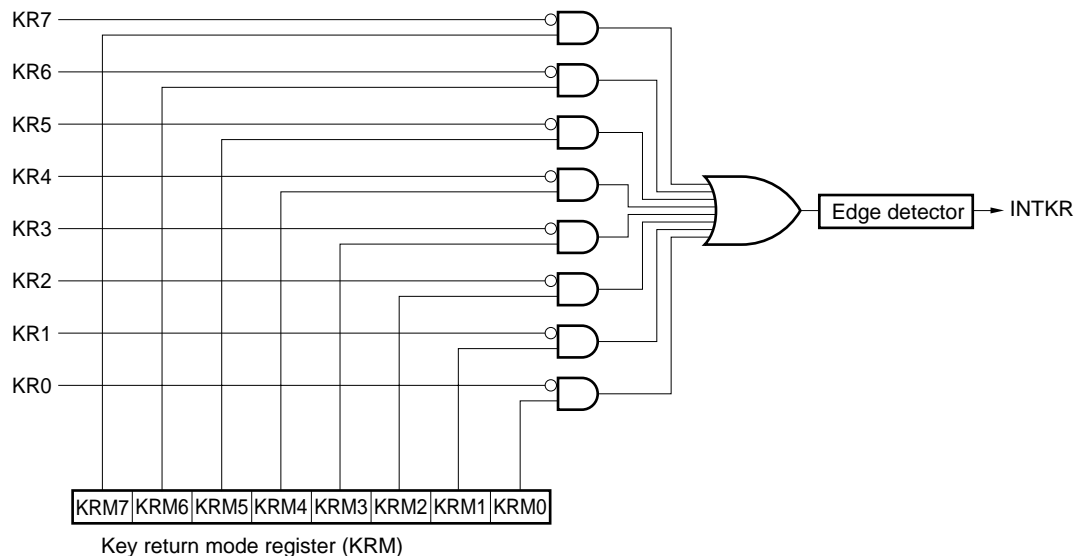 KR7
KR6
KR5
KR4
KR3
KR2
KR1
KR0
Edge detector
INTKR
KRM7 KRM6 KRM5 KRM4 KRM3 KRM2 KRM1 KRM0
Key return mode register (KRM)